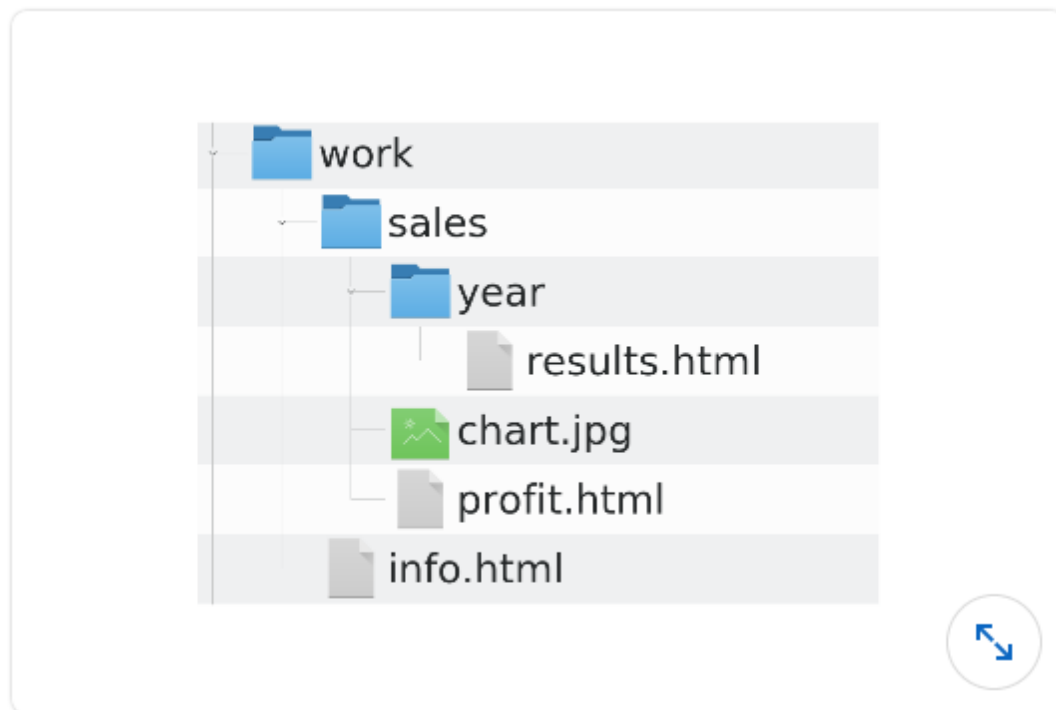 work
sales
year
results.html
chart.jpg
profit.html
info.html